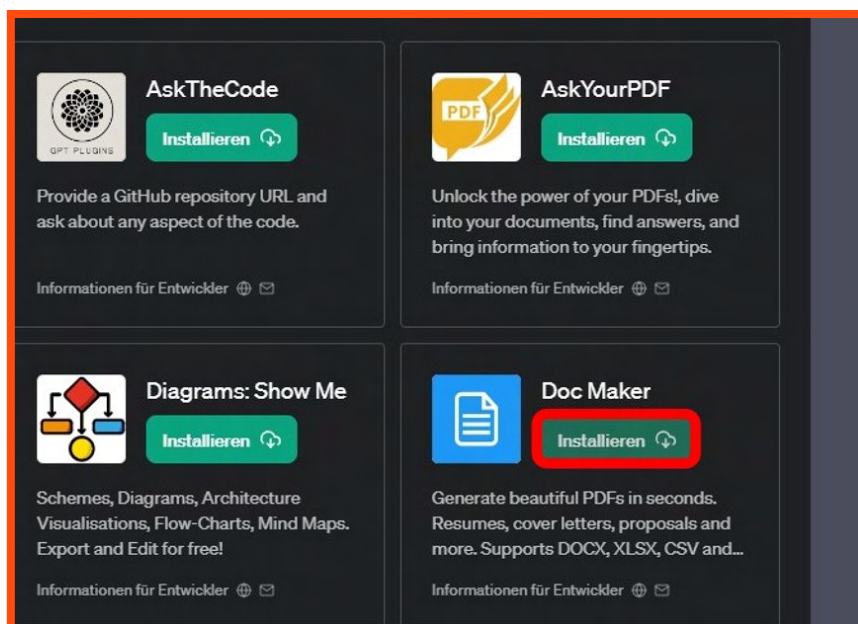 AskTheCode
Installieren
GPT PLUGINS
Provide a GitHub repository URL and
ask about any aspect of the code.
Informationen für Entwickler
AskYourPDF
PDF
Installieren
Unlock the power of your PDFs!, dive
into your documents, find answers, and
bring information to your fingertips.
Informationen für Entwickler
Diagrams: Show Me
Installieren
Schemes, Diagrams, Architecture
Visualisations, Flow-Charts, Mind Maps.
Export and Edit for free!
Informationen für Entwickler
Doc Maker
Installieren
Generate beautiful PDFs in seconds.
Resumes, cover letters, proposals and
more. Supports DOCX, XLSX, CSV and...
Informationen für Entwickler